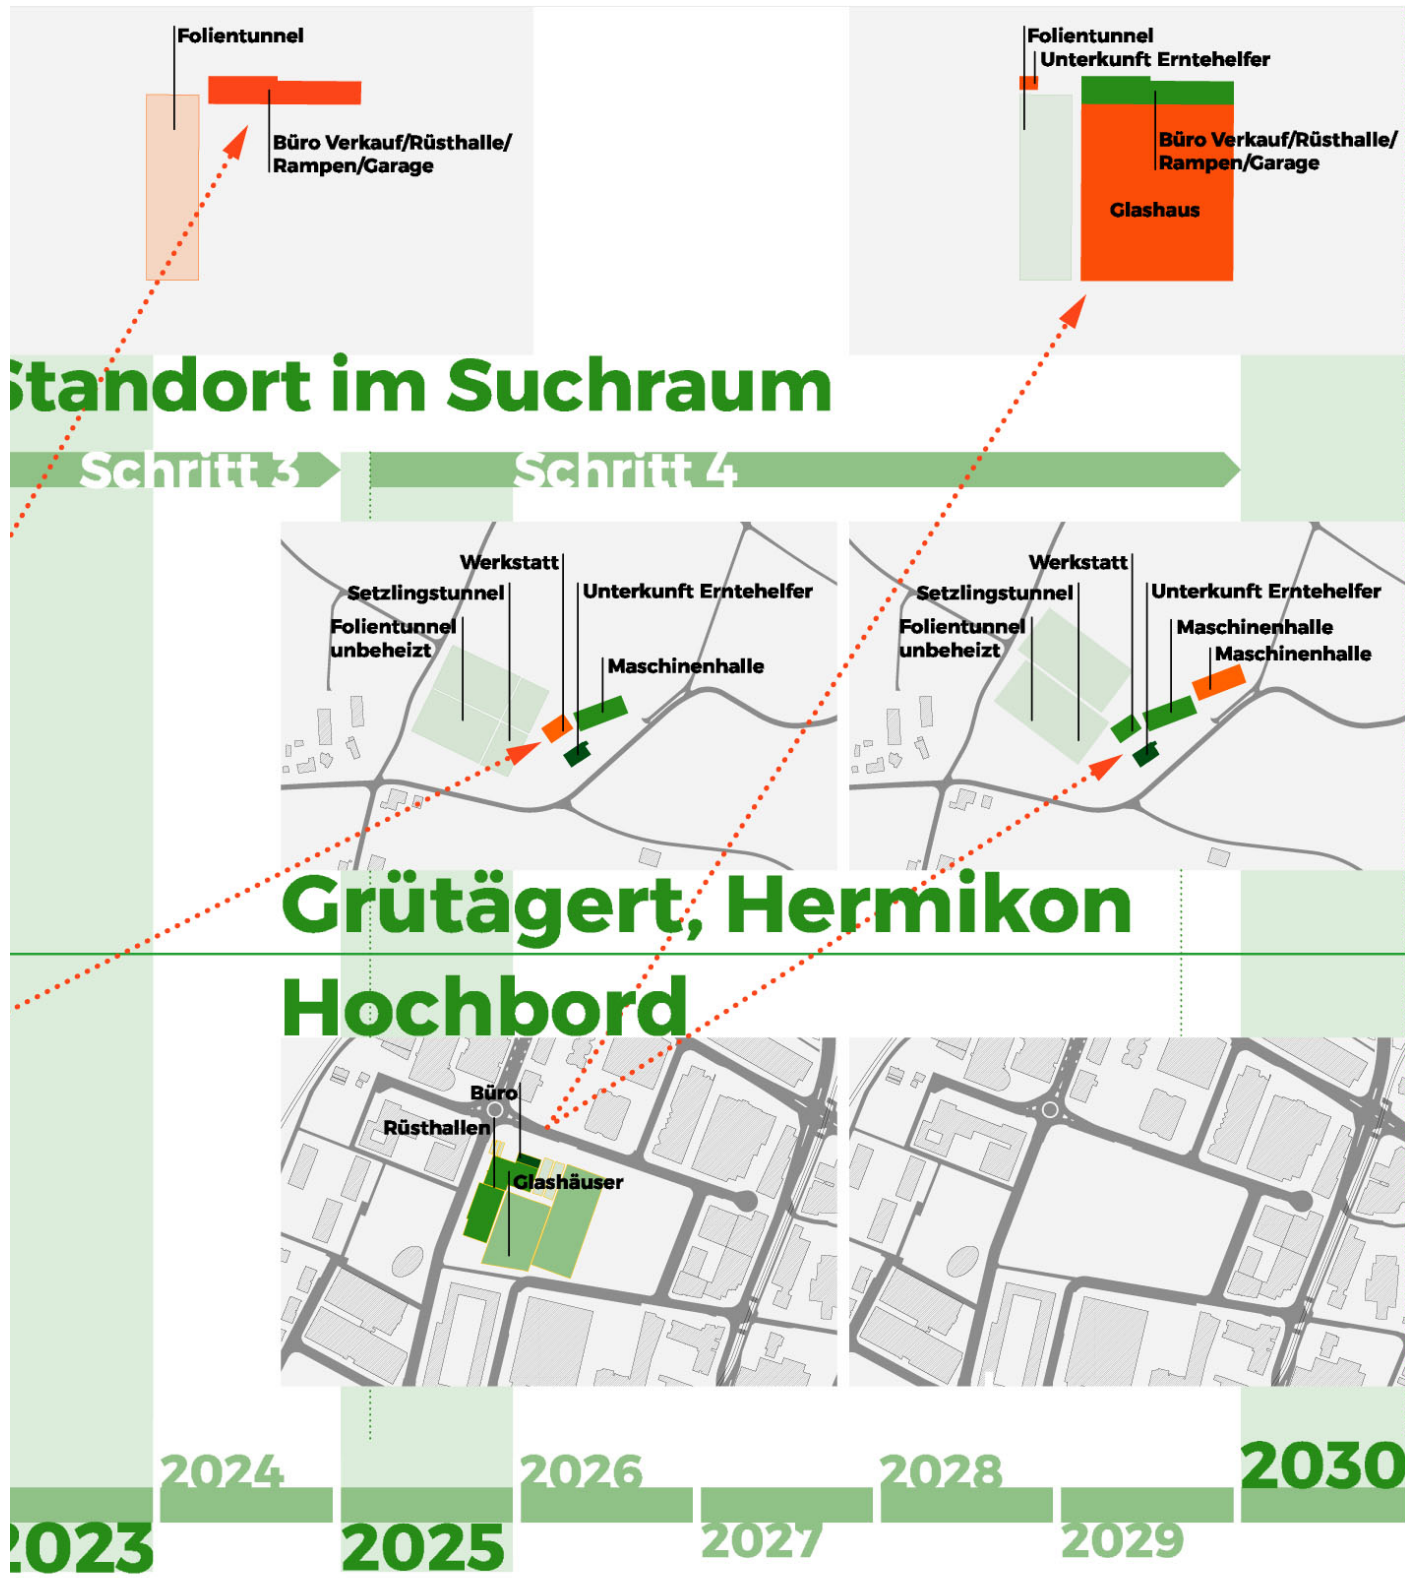 Folientunnel
Büro Verkauf/Rüsthalle/
Rampen/Garage
Folientunnel
Unterkunft Erntehelfer
Büro Verkauf/Rüsthalle/
Rampen/Garage
Glashaus
Standort im Suchraum
Schritt 3
Schritt 4
Werkstatt
Setzlingstunnel
Unterkunft Erntehelfer
Folientunnel
unbeheizt
Maschinenhalle
Werkstatt
Setzlingstunnel
Unterkunft Erntehelfer
Folientunnel
unbeheizt
Maschinenhalle
Maschinenhalle
Grütägert, Hermikon
Hochbord
Büro
Rüsthallen
Glashäuser
2024
2026
2028
2030
2023
2025
2027
2029